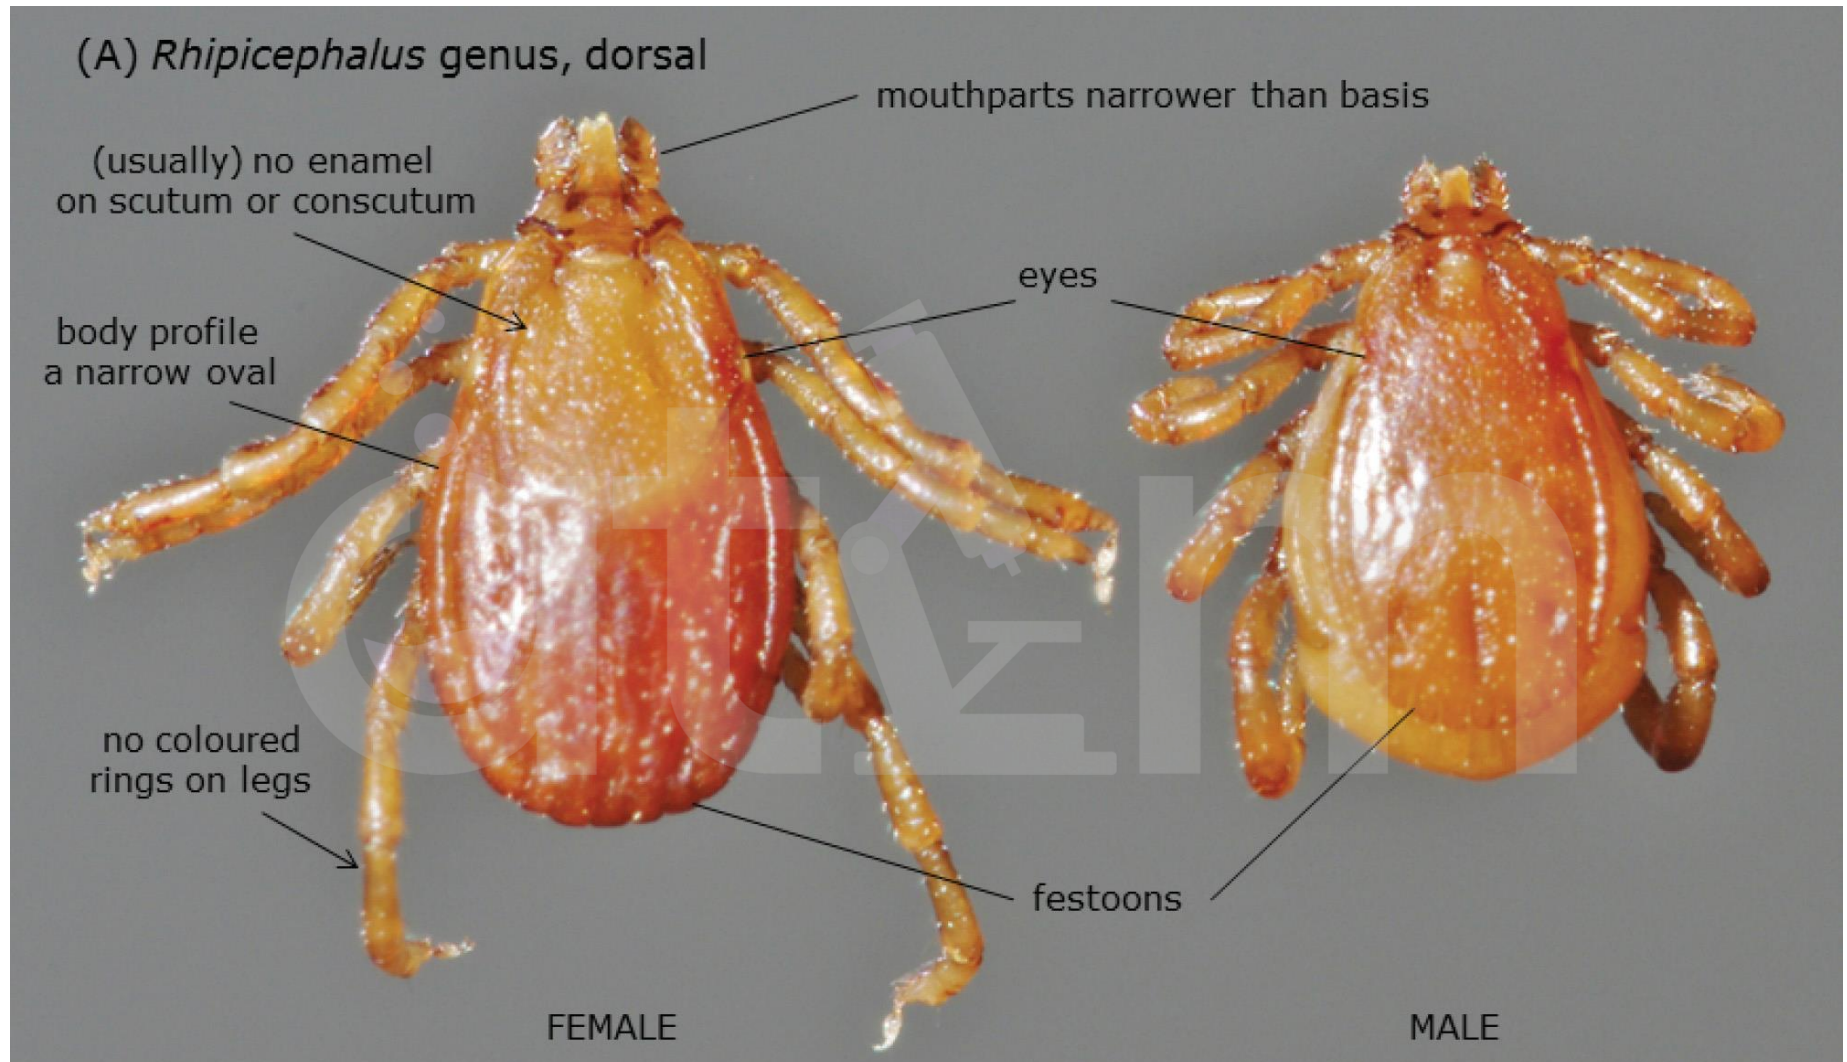 (A) Rhipicephalus genus, dorsal
mouthparts narrower than basis
(usually) no enamel
on scutum or conscutum
eyes
body profile
a narrow oval
no coloured
rings on legs
festoons
FEMALE
MALE